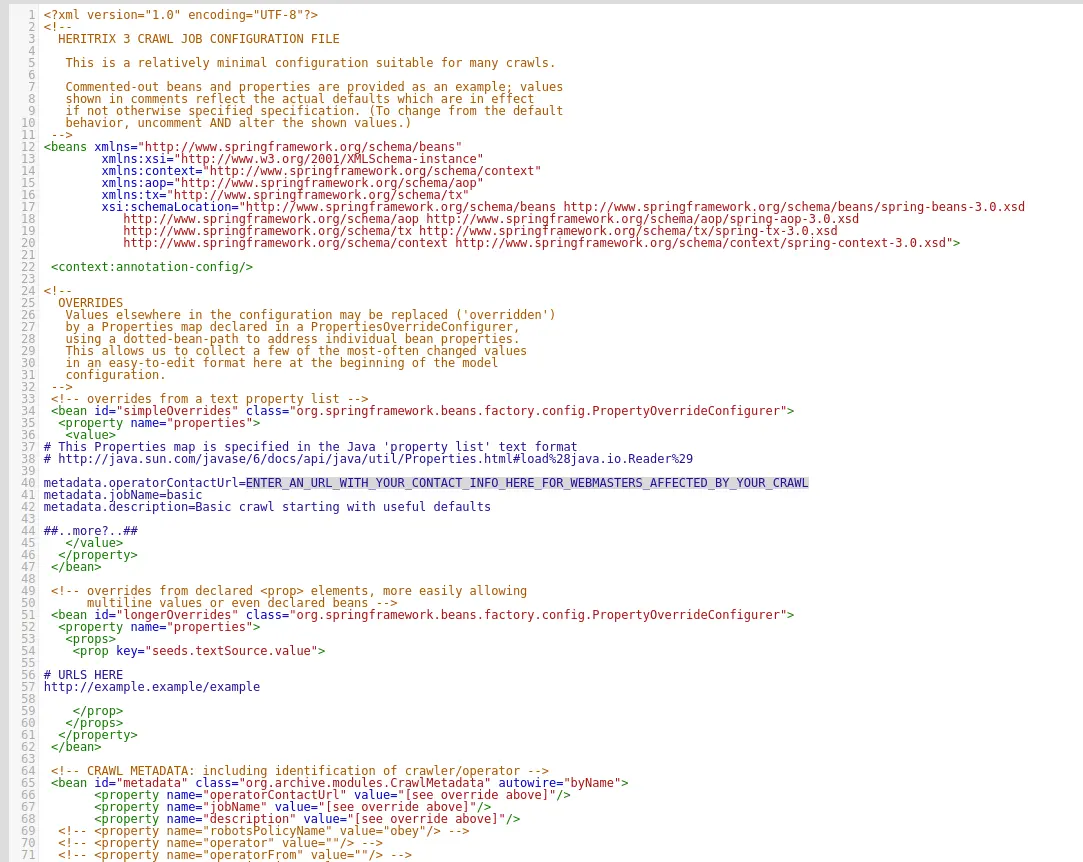 1 <?xml version="1.0" encoding="UTF-8"?>
2 <!--
3   HERITRIX 3 CRAWL JOB CONFIGURATION FILE
4
5    This is a relatively minimal configuration suitable for many crawls.
6
7    Commented-out beans and properties are provided as an example; values
8    shown in comments reflect the actual defaults which are in effect
9    if not otherwise specified specification. (To change from the default
10    behavior, uncomment AND alter the shown values.)
11  -->
12 <beans xmlns="http://www.springframework.org/schema/beans"
13         xmlns:xsi="http://www.w3.org/2001/XMLSchema-instance"
14         xmlns:context="http://www.springframework.org/schema/context"
15         xmlns:aop="http://www.springframework.org/schema/aop"
16         xmlns:tx="http://www.springframework.org/schema/tx"
17         xsi:schemaLocation="http://www.springframework.org/schema/beans http://www.springframework.org/schema/beans/spring-beans-3.0.xsd
18            http://www.springframework.org/schema/aop http://www.springframework.org/schema/aop/spring-aop-3.0.xsd
19            http://www.springframework.org/schema/tx http://www.springframework.org/schema/tx/spring-tx-3.0.xsd
20            http://www.springframework.org/schema/context http://www.springframework.org/schema/context/spring-context-3.0.xsd">
21
22  <context:annotation-config/>
23
24 <!--
25   OVERRIDES
26    Values elsewhere in the configuration may be replaced ('overridden')
27    by a Properties map declared in a PropertiesOverrideConfigurer,
28    using a dotted-bean-path to address individual bean properties.
29    This allows us to collect a few of the most-often changed values
30    in an easy-to-edit format here at the beginning of the model
31    configuration.
32  -->
33  <!-- overrides from a text property list -->
34  <bean id="simpleOverrides" class="org.springframework.beans.factory.config.PropertyOverrideConfigurer">
35   <property name="properties">
36    <value>
37 # This Properties map is specified in the Java 'property list' text format
38 # http://java.sun.com/javase/6/docs/api/java/util/Properties.html#load%28java.io.Reader%29
39
40 metadata.operatorContactUrl=ENTER_AN_URL_WITH_YOUR_CONTACT_INFO_HERE_FOR_WEBMASTERS_AFFECTED_BY_YOUR_CRAWL
41 metadata.jobName=basic
42 metadata.description=Basic crawl starting with useful defaults
43
44 ##..more?..##
45    </value>
46   </property>
47  </bean>
48
49  <!-- overrides from declared <prop> elements, more easily allowing
50       multiline values or even declared beans -->
51  <bean id="longerOverrides" class="org.springframework.beans.factory.config.PropertyOverrideConfigurer">
52   <property name="properties">
53    <props>
54     <prop key="seeds.textSource.value">
55
56 # URLS HERE
57 http://example.example/example
58
59     </prop>
60    </props>
61   </property>
62  </bean>
63
64  <!-- CRAWL METADATA: including identification of crawler/operator -->
65  <bean id="metadata" class="org.archive.modules.CrawlMetadata" autowire="byName">
66        <property name="operatorContactUrl" value="[see override above]"/>
67        <property name="jobName" value="[see override above]"/>
68        <property name="description" value="[see override above]"/>
69   <!-- <property name="robotsPolicyName" value="obey"/> -->
70   <!-- <property name="operator" value=""/> -->
71   <!-- <property name="operatorFrom" value=""/> -->